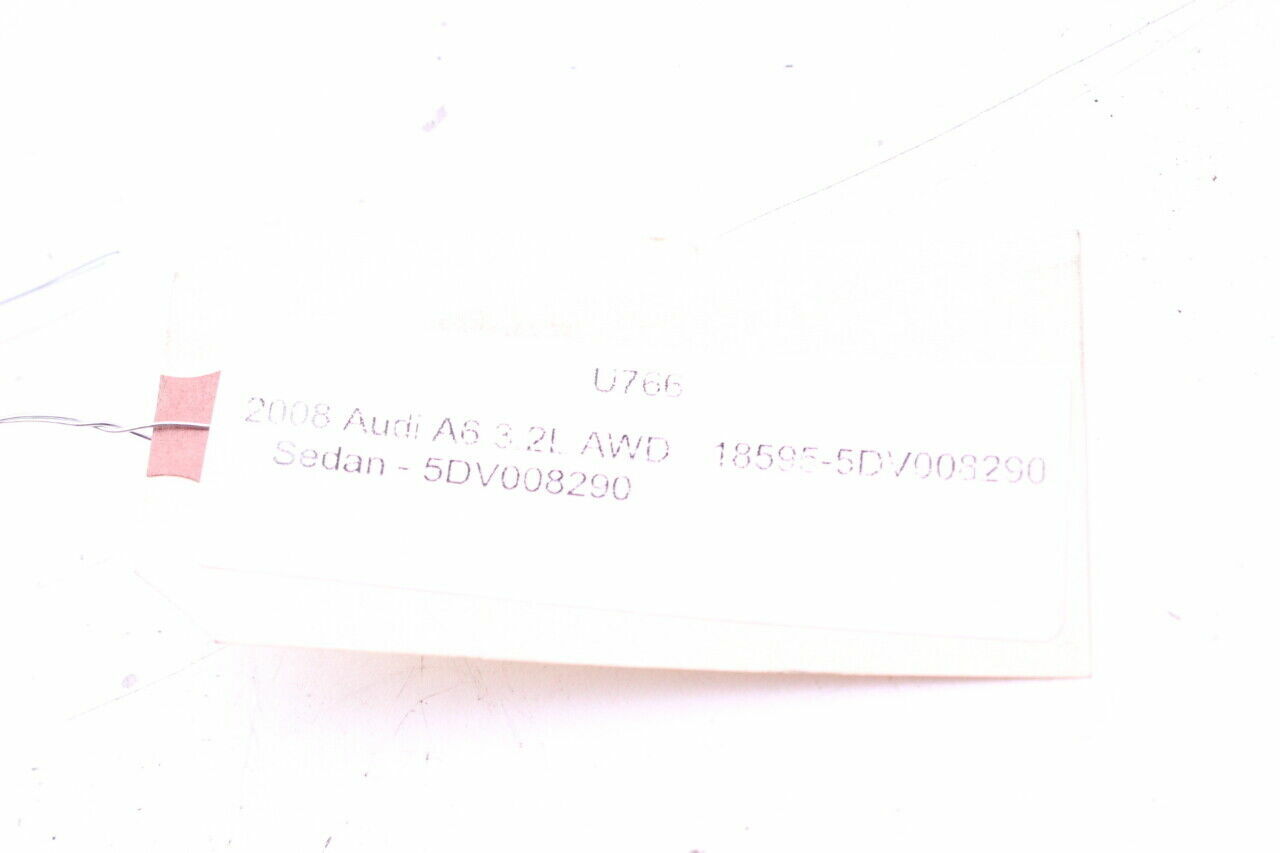 U766
2008 Audi A6 3.2L AWD 18595-5DV008290
Sedan - 5DV008290